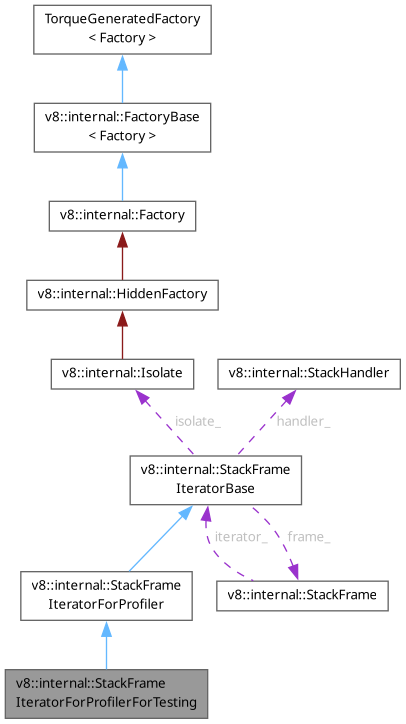 TorqueGeneratedFactory
< Factory >
v8::internal::FactoryBase
< Factory >
v8::internal::Factory
v8::internal::HiddenFactory
v8::internal::Isolate
v8::internal::StackHandler
isolate_
handler_
v8::internal::StackFrame
IteratorBase
iterator_
frame_
v8::internal::StackFrame
IteratorForProfiler
v8::internal::StackFrame
v8::internal::StackFrame
IteratorForProfilerForTesting